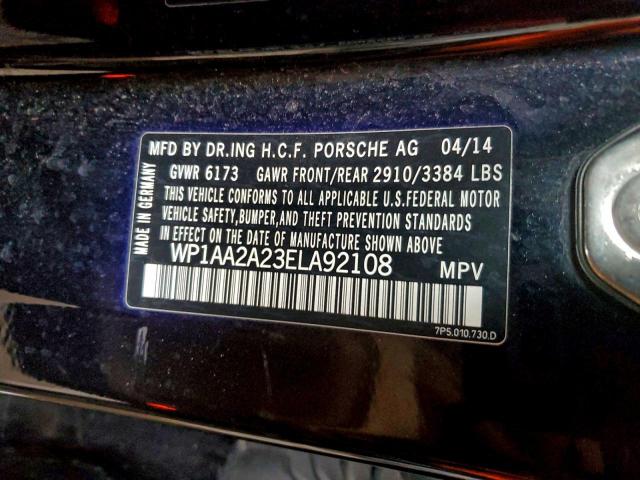 MFD BY DR.ING H.C.F. PORSCHE AG 04/14
GVWR 6173 GAWR FRONT/REAR 2910/3384 LBS
THIS VEHICLE CONFORMS TO ALL APPLICABLE U.S.FEDERAL MOTOR
VEHICLE SAFETY,BUMPER,AND THEFT PREVENTION STANDARDS
IN EFFECT ON THE DATE OF MANUFACTURE SHOWN ABOVE
WP1AA2A23ELA92108 MPV
7P5.010.730.D
MADE IN GERMANY